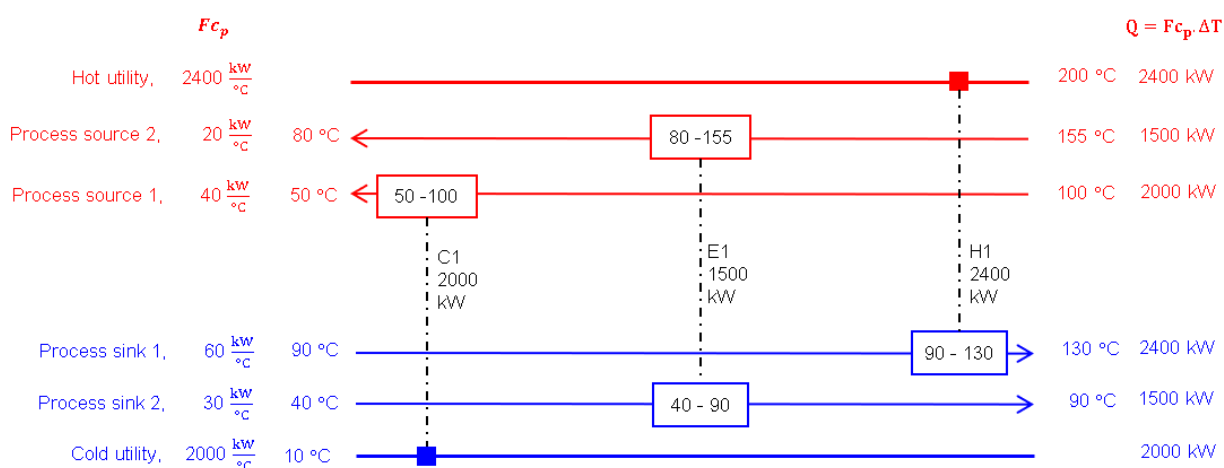 Fc_p Q = Fc_p.ΔT
Hot utility, 2400 kW/°C 200 °C 2400 kW
Process source 2, 20 kW/°C 80 °C 80 -155 155 °C 1500 kW
Process source 1, 40 kW/°C 50 °C 50 -100 100 °C 2000 kW
C1 E1 H1
2000 1500 2400
kW kW kW
Process sink 1, 60 kW/°C 90 °C 90 - 130 130 °C 2400 kW
Process sink 2, 30 kW/°C 40 °C 40 - 90 90 °C 1500 kW
Cold utility, 2000 kW/°C 10 °C 2000 kW